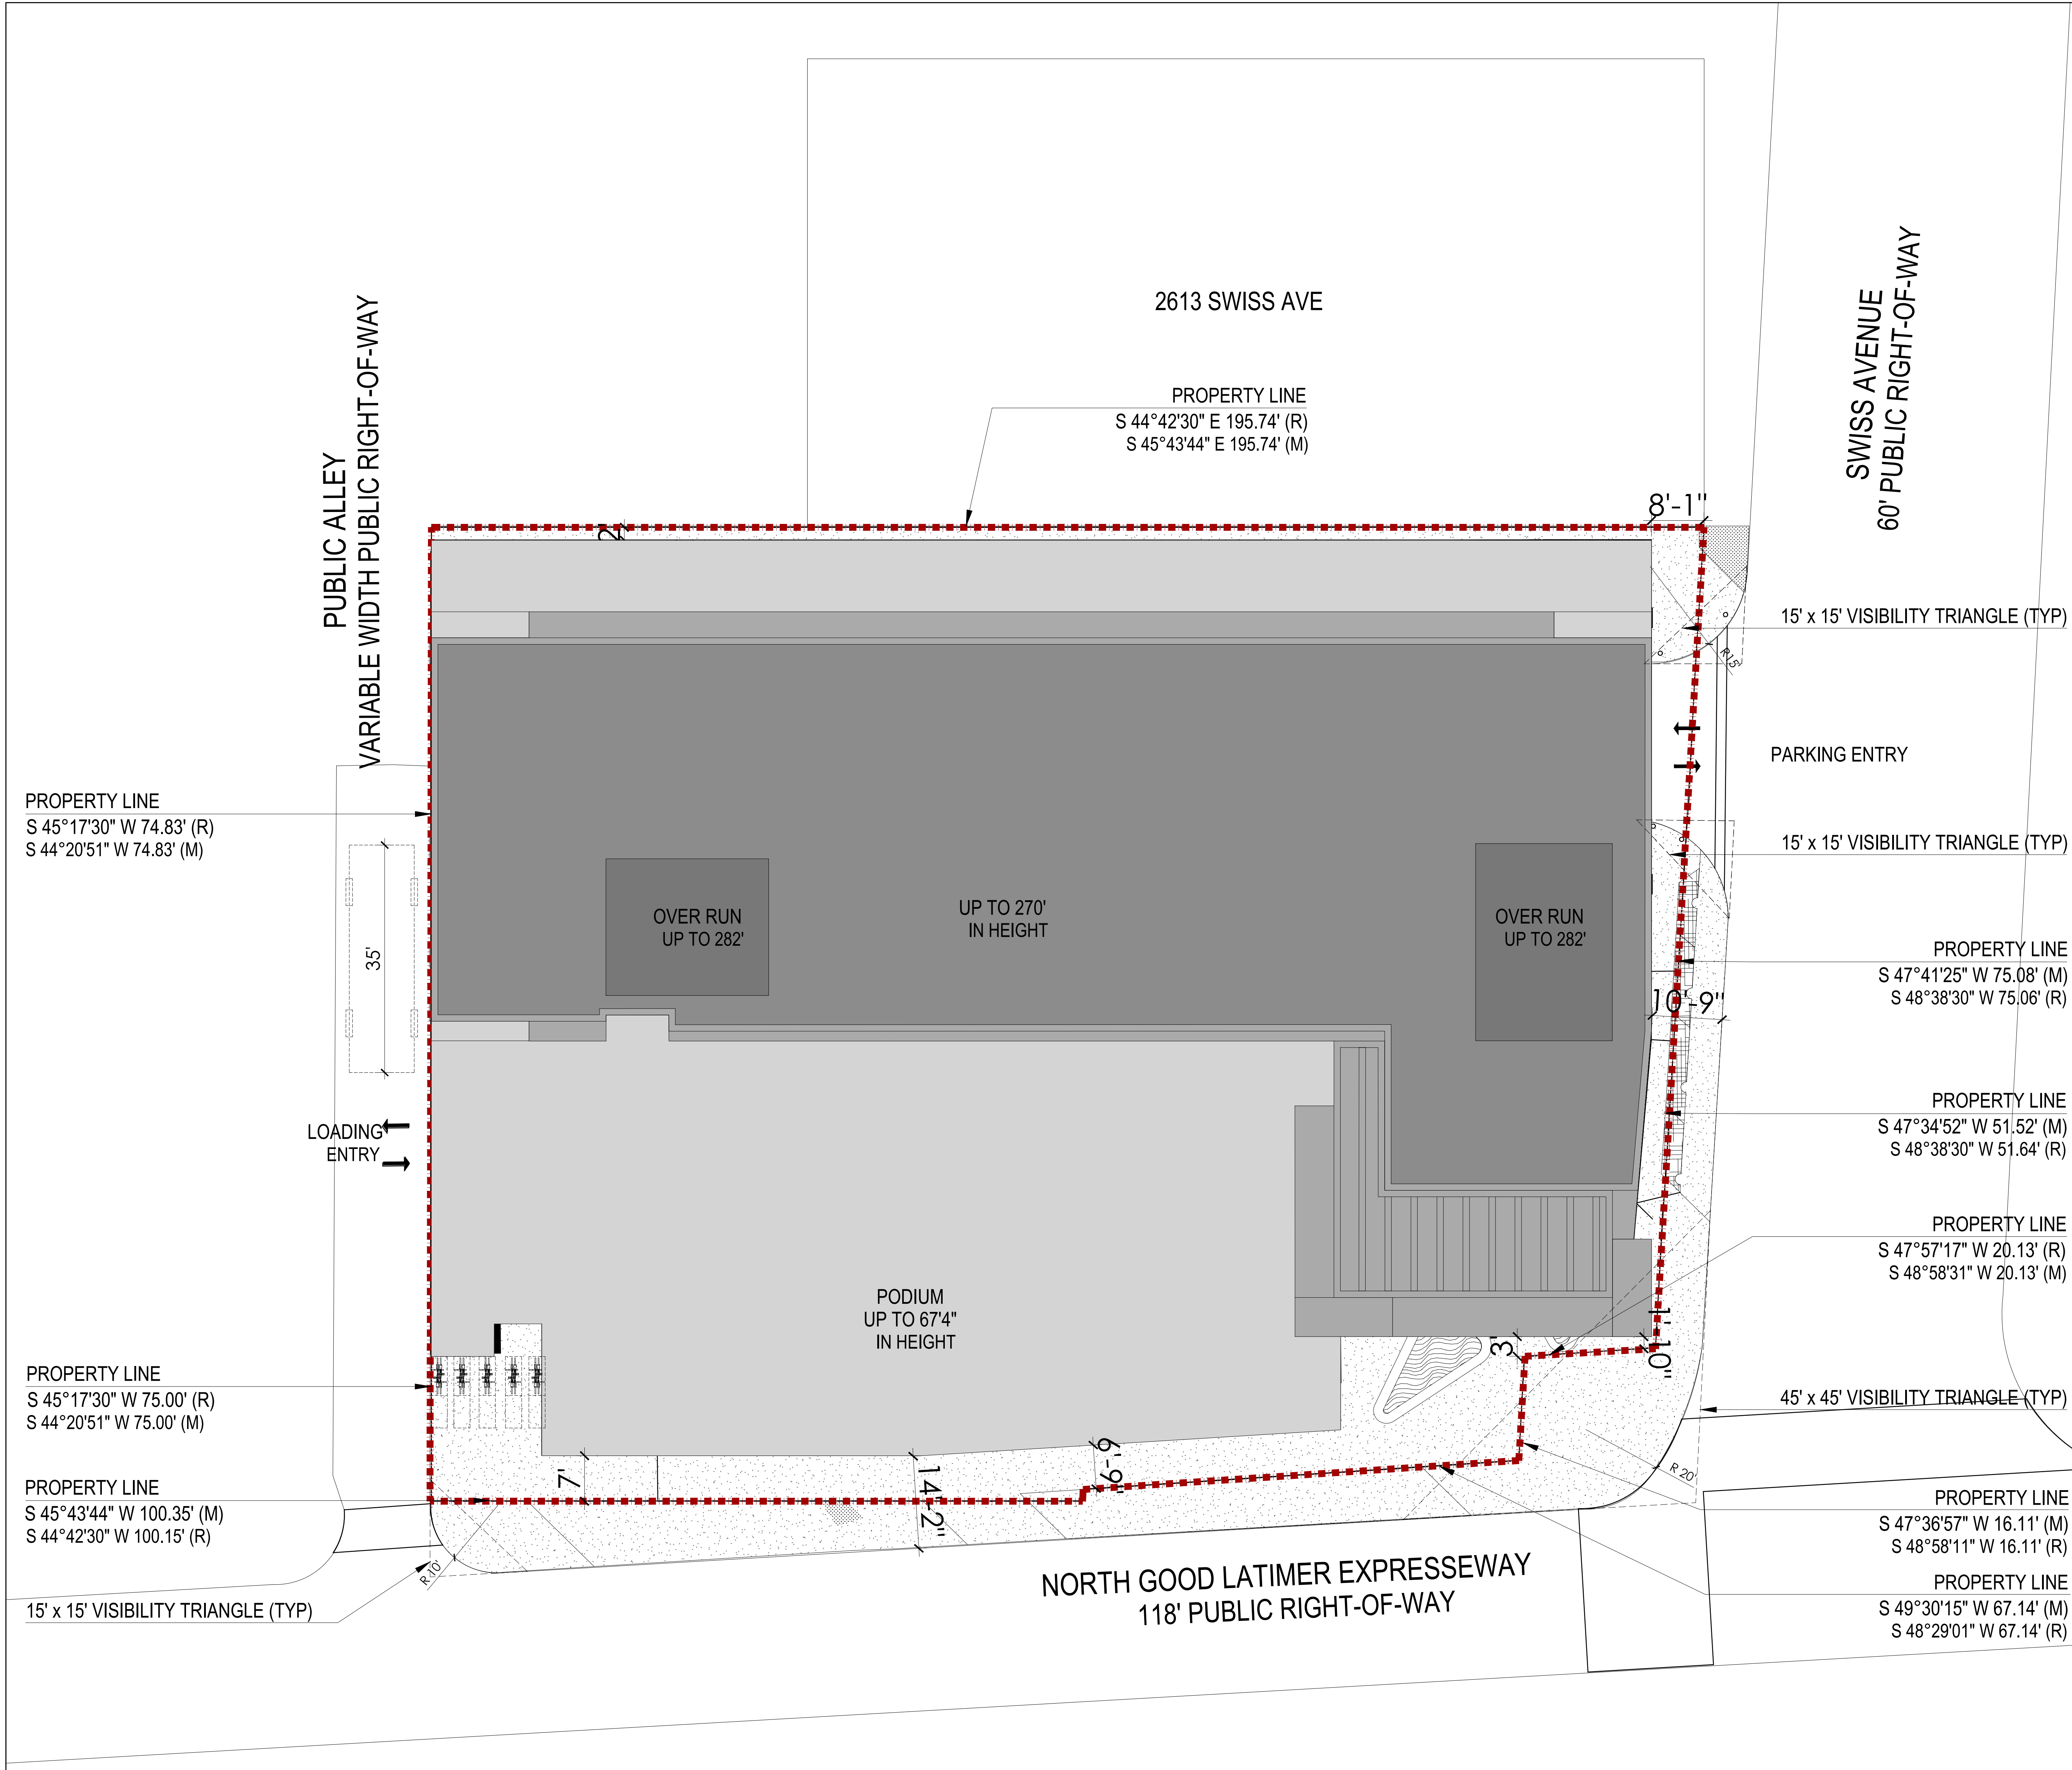 2613 SWISS AVE
SWISS AVENUE
60' PUBLIC RIGHT-OF-WAY
PUBLIC ALLEY
VARIABLE WIDTH PUBLIC RIGHT-OF-WAY
PROPERTY LINE
S 44°42'30" E 195.74' (R)
S 45°43'44" E 195.74' (M)
8'-1"
2'
15' x 15' VISIBILITY TRIANGLE (TYP)
R15'
PARKING ENTRY
PROPERTY LINE
S 45°17'30" W 74.83' (R)
S 44°20'51" W 74.83' (M)
15' x 15' VISIBILITY TRIANGLE (TYP)
35'
OVER RUN
UP TO 282'
UP TO 270'
IN HEIGHT
OVER RUN
UP TO 282'
PROPERTY LINE
S 47°41'25" W 75.08' (M)
S 48°38'30" W 75.06' (R)
10'-9"
LOADING
ENTRY
PROPERTY LINE
S 47°34'52" W 51.52' (M)
S 48°38'30" W 51.64' (R)
PROPERTY LINE
S 47°57'17" W 20.13' (R)
S 48°58'31" W 20.13' (M)
PODIUM
UP TO 67'4"
IN HEIGHT
3'
1'-10"
PROPERTY LINE
S 45°17'30" W 75.00' (R)
S 44°20'51" W 75.00' (M)
45' x 45' VISIBILITY TRIANGLE (TYP)
7'
14'-2"
6'-9"
R 20'
PROPERTY LINE
S 45°43'44" W 100.35' (M)
S 44°42'30" W 100.15' (R)
PROPERTY LINE
S 47°36'57" W 16.11' (M)
S 48°58'11" W 16.11' (R)
R 10'
15' x 15' VISIBILITY TRIANGLE (TYP)
NORTH GOOD LATIMER EXPRESSEWAY
118' PUBLIC RIGHT-OF-WAY
PROPERTY LINE
S 49°30'15" W 67.14' (M)
S 48°29'01" W 67.14' (R)